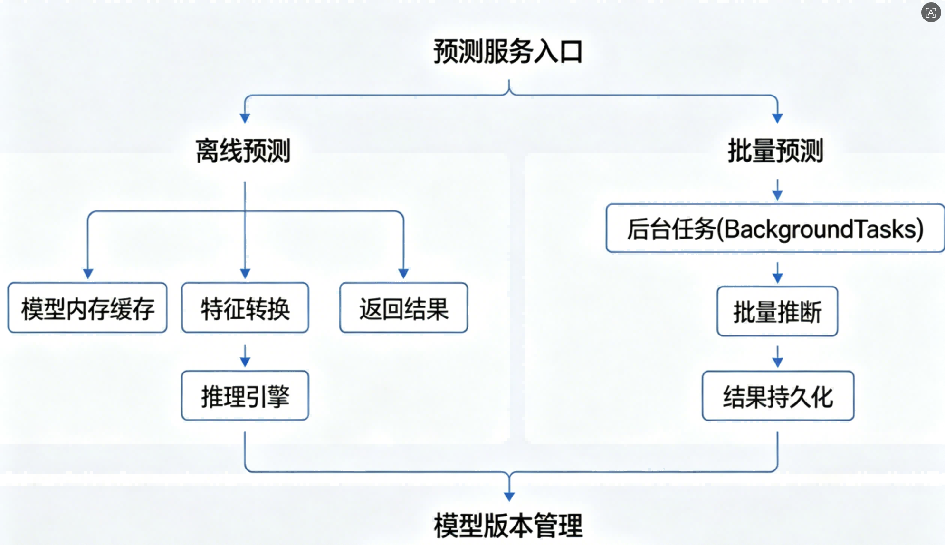 预测服务入口
离线预测
批量预测
后台任务(BackgroundTasks)
模型内存缓存
特征转换
返回结果
批量推断
推理引擎
结果持久化
模型版本管理